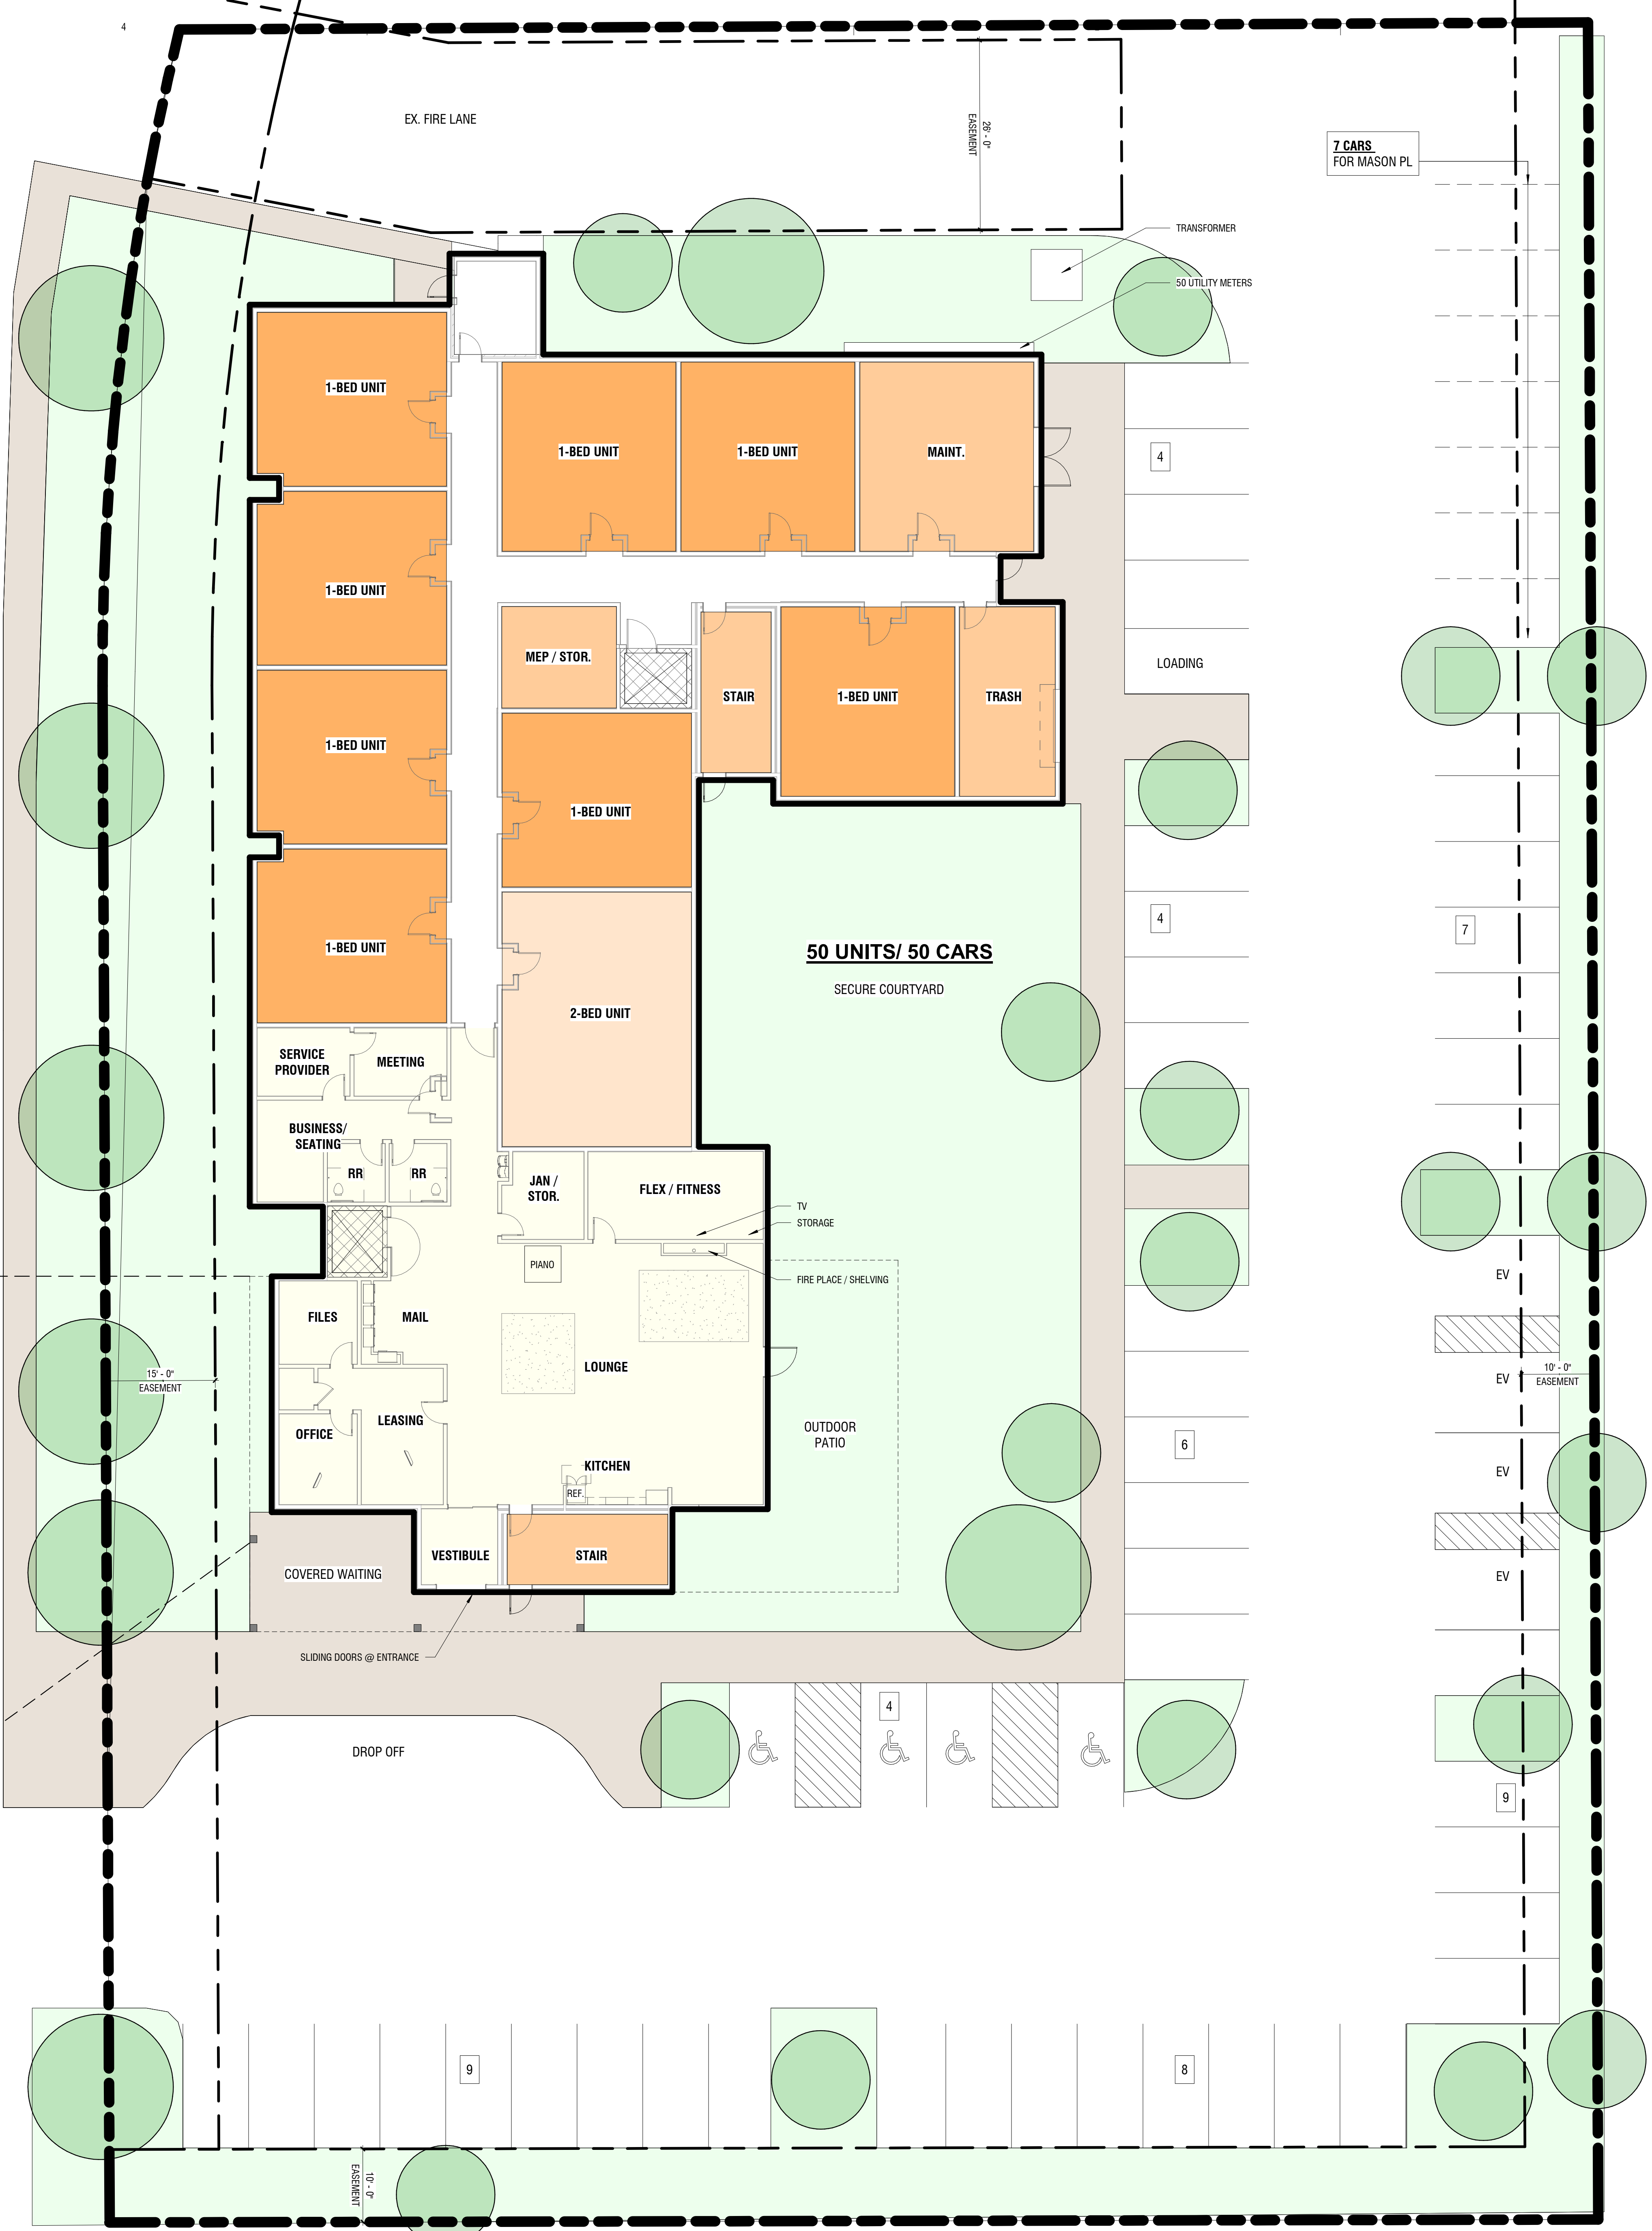 4
EX. FIRE LANE
26' - 0"
EASEMENT
7 CARS
FOR MASON PL
TRANSFORMER
50 UTILITY METERS
1-BED UNIT
1-BED UNIT
1-BED UNIT
MAINT.
4
1-BED UNIT
MEP / STOR.
STAIR
1-BED UNIT
TRASH
LOADING
1-BED UNIT
1-BED UNIT
1-BED UNIT
4
7
50 UNITS/ 50 CARS
SECURE COURTYARD
2-BED UNIT
SERVICE
PROVIDER
MEETING
BUSINESS/
SEATING
RR
RR
JAN /
STOR.
FLEX / FITNESS
TV
STORAGE
PIANO
FIRE PLACE / SHELVING
EV
FILES
MAIL
LOUNGE
15' - 0"
EASEMENT
EV
10' - 0"
EASEMENT
LEASING
OFFICE
OUTDOOR
PATIO
6
KITCHEN
REF.
EV
VESTIBULE
STAIR
COVERED WAITING
EV
SLIDING DOORS @ ENTRANCE
4
DROP OFF
9
9
8
10' - 0"
EASEMENT